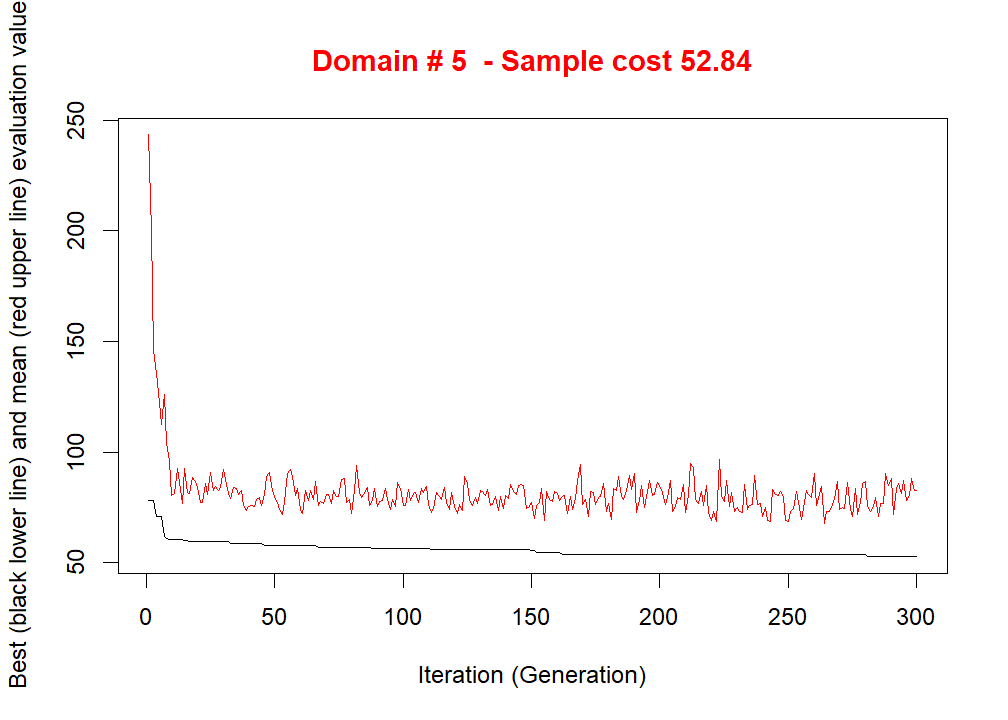 Domain # 5  - Sample cost 52.84
Best (black lower line) and mean (red upper line) evaluation value
250
200
150
100
50
0 50 100 150 200 250 300
Iteration (Generation)